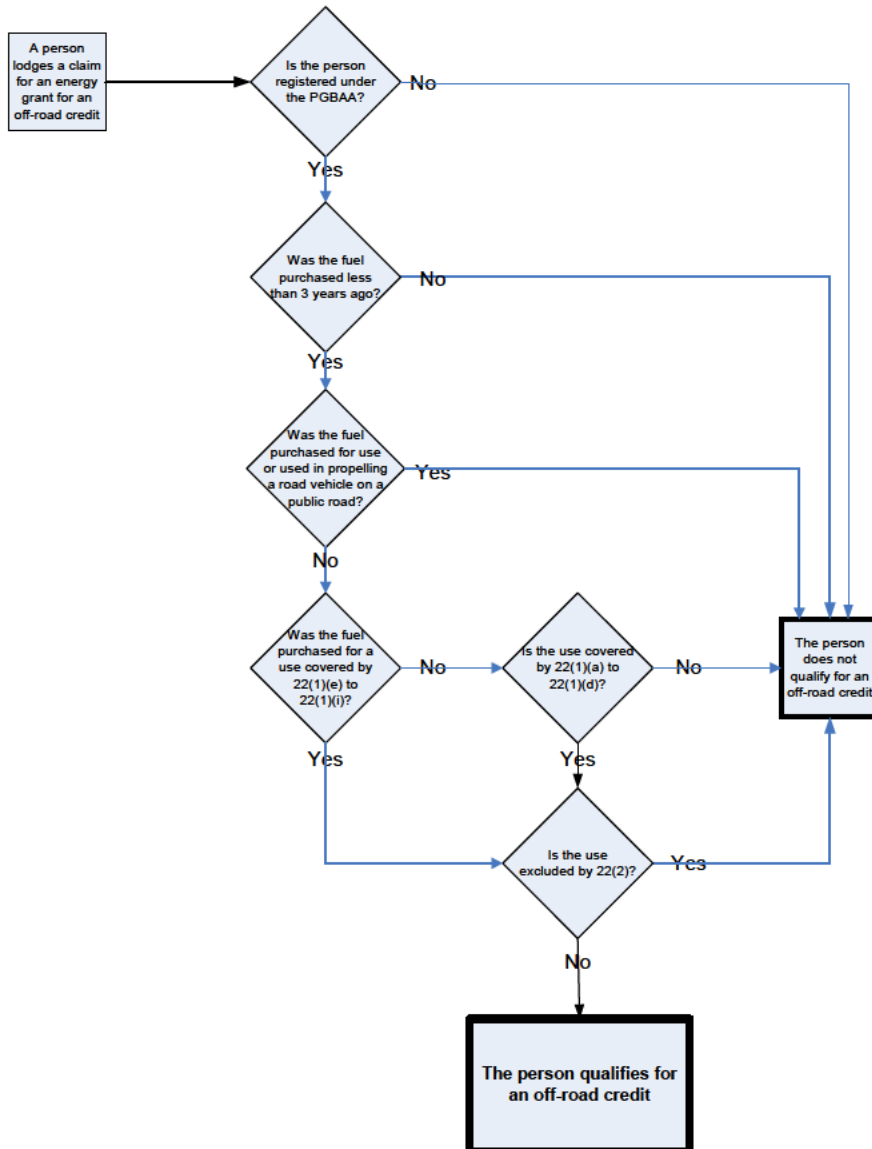 A person
lodges a claim
for an energy
grant for an
off-road credit
Is the person
registered under
the PGBAA?
No
Yes
Was the fuel
purchased less
than 3 years ago?
No
Yes
Was the fuel
purchased for use
or used in propelling
a road vehicle on a
public road?
Yes
No
Was the fuel
purchased for a
use covered by
22(1)(e) to
22(1)(i)?
No
Is the use covered
by 22(1)(a) to
22(1)(d)?
No
The person
does not
qualify for an
off-road credit
Yes
Yes
Is the use
excluded by 22(2)?
Yes
No
The person qualifies for
an off-road credit